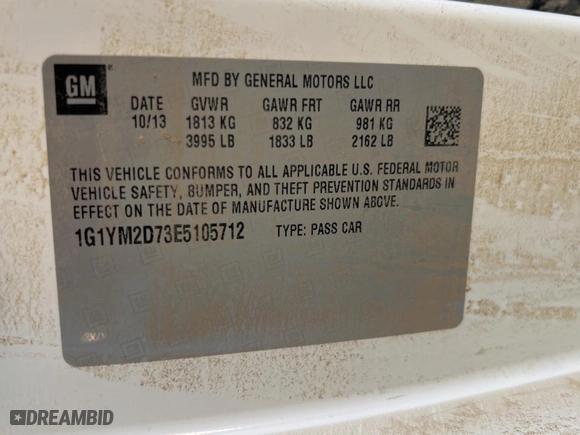 GM
MFD BY GENERAL MOTORS LLC
DATE GVWR GAWR FRT GAWR RR
10/13 1813 KG 832 KG 981 KG
3995 LB 1833 LB 2162 LB
THIS VEHICLE CONFORMS TO ALL APPLICABLE U.S. FEDERAL MOTOR
VEHICLE SAFETY, BUMPER, AND THEFT PREVENTION STANDARDS IN
EFFECT ON THE DATE OF MANUFACTURE SHOWN ABOVE.
1G1YM2D73E5105712 TYPE: PASS CAR
DREAMBID